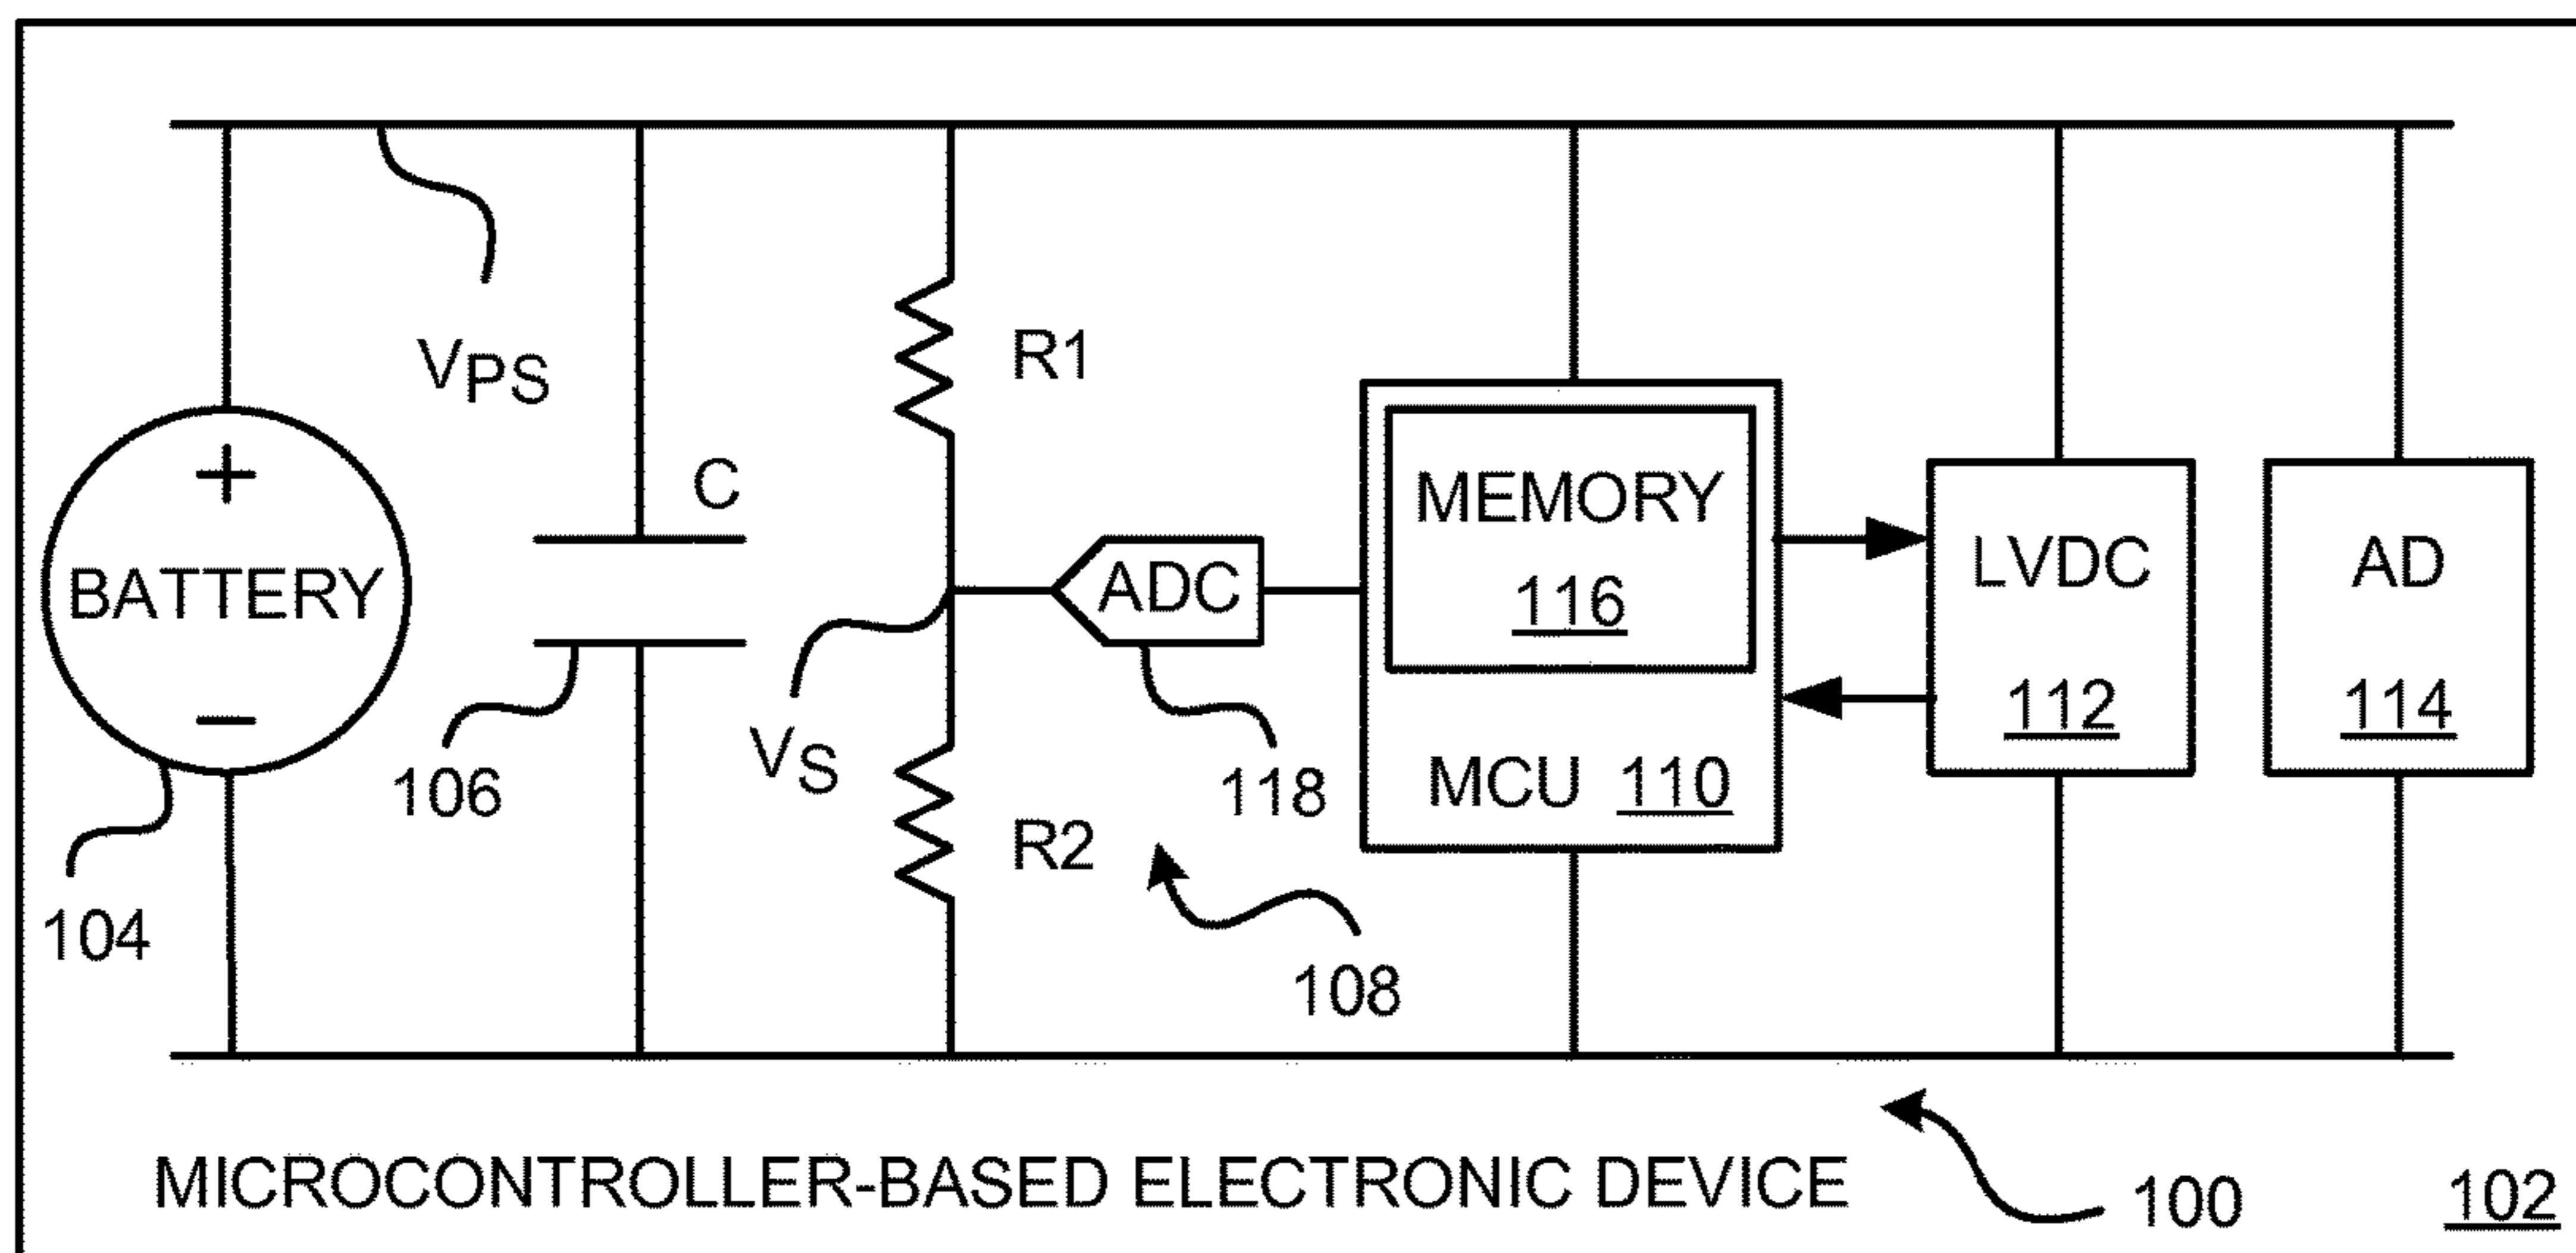 VPS
R1
C
BATTERY
+
−
ADC
MEMORY
116
LVDC
112
AD
114
VS
106
118
MCU 110
R2
104
108
MICROCONTROLLER-BASED ELECTRONIC DEVICE
100
102